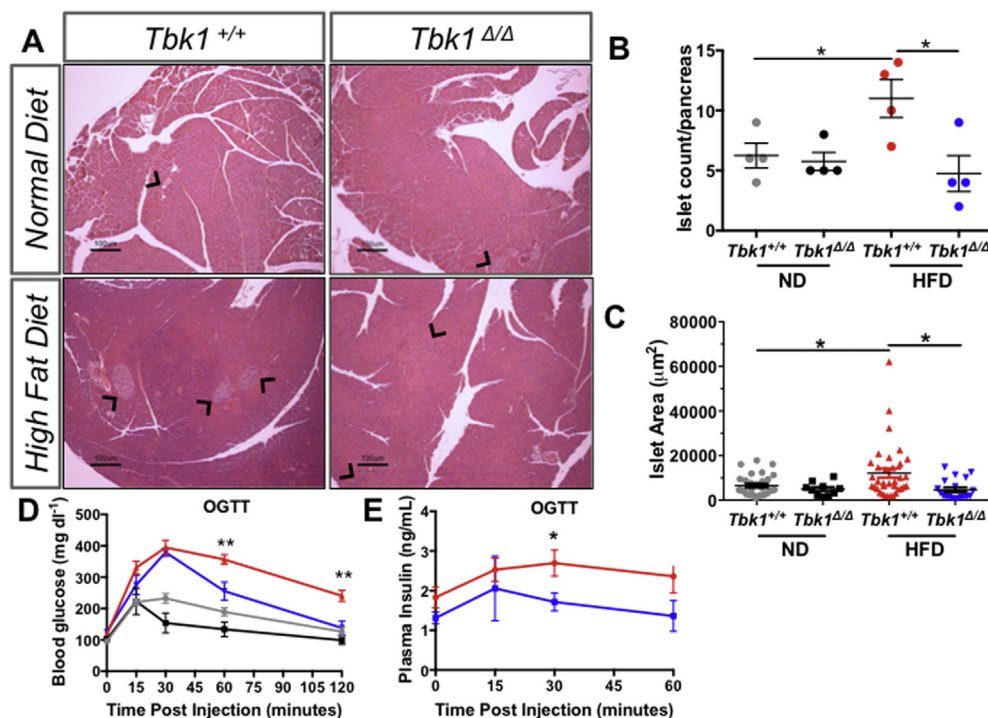 A
Tbk1 +/+
Tbk1 Δ/Δ
Normal Diet
High Fat Diet
100um
100um
100um
100um
B
Islet count/pancreas
15
10
5
0
*
*
Tbk1+/+ Tbk1Δ/Δ Tbk1+/+ Tbk1Δ/Δ
ND HFD
C
Islet Area (μm2)
80000
60000
40000
20000
0
*
*
Tbk1+/+ Tbk1Δ/Δ Tbk1+/+ Tbk1Δ/Δ
ND HFD
D
OGTT
Blood glucose (mg dl-1)
500
400
300
200
100
0
**
**
0 15 30 45 60 75 90 105 120
Time Post Injection (minutes)
E
OGTT
Plasma Insulin (ng/mL)
4
3
2
1
0
*
0 15 30 45 60
Time Post Injection (minutes)